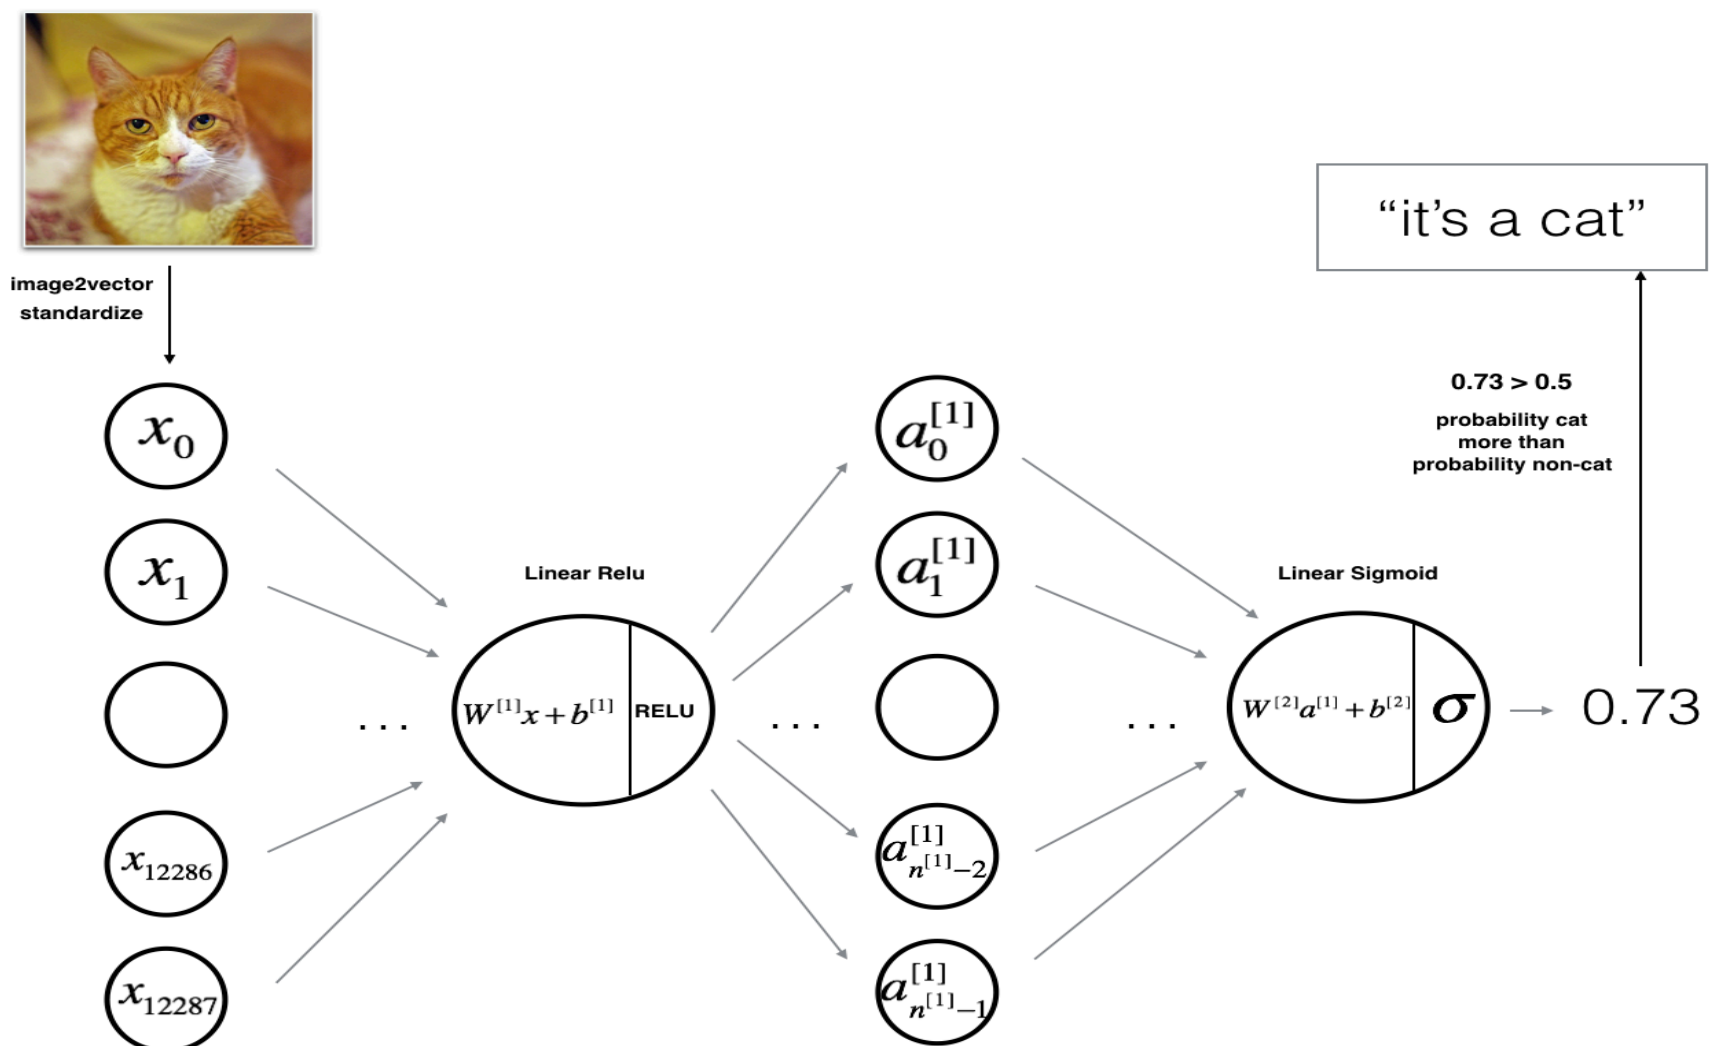 image2vector
standardize
x₀
x₁
x₁₂₂₈₆
x₁₂₂₈₇
. . .
Linear Relu
W^[1]x + b^[1]
RELU
. . .
a₀^[1]
a₁^[1]
a_{n^[1]−2}^[1]
a_{n^[1]−1}^[1]
. . .
Linear Sigmoid
W^[2]a^[1] + b^[2]
σ
0.73
0.73 > 0.5
probability cat
more than
probability non-cat
“it’s a cat”